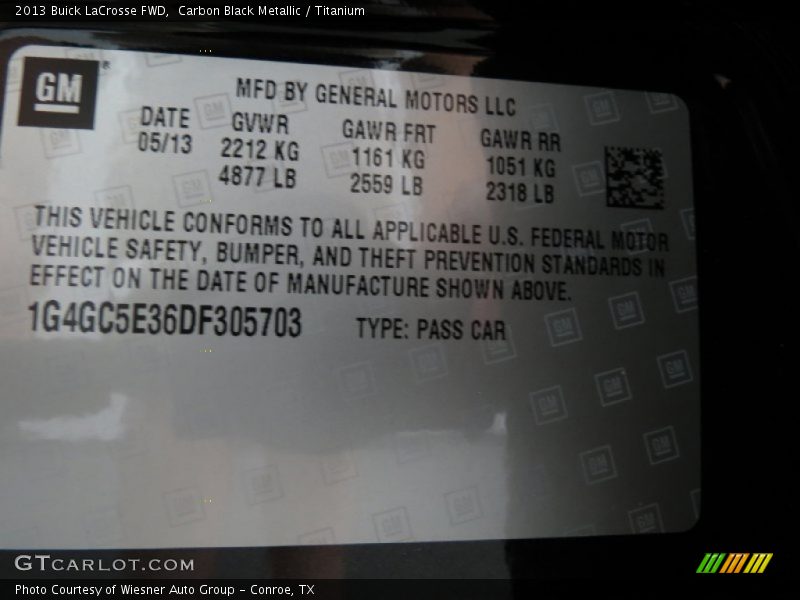 2013 Buick LaCrosse FWD,  Carbon Black Metallic / Titanium
GM
MFD BY GENERAL MOTORS LLC
DATE GVWR GAWR FRT GAWR RR
05/13 2212 KG 1161 KG 1051 KG
4877 LB 2559 LB 2318 LB
THIS VEHICLE CONFORMS TO ALL APPLICABLE U.S. FEDERAL MOTOR
VEHICLE SAFETY, BUMPER, AND THEFT PREVENTION STANDARDS IN
EFFECT ON THE DATE OF MANUFACTURE SHOWN ABOVE.
1G4GC5E36DF305703 TYPE: PASS CAR
GTCARLOT.COM
Photo Courtesy of Wiesner Auto Group - Conroe, TX